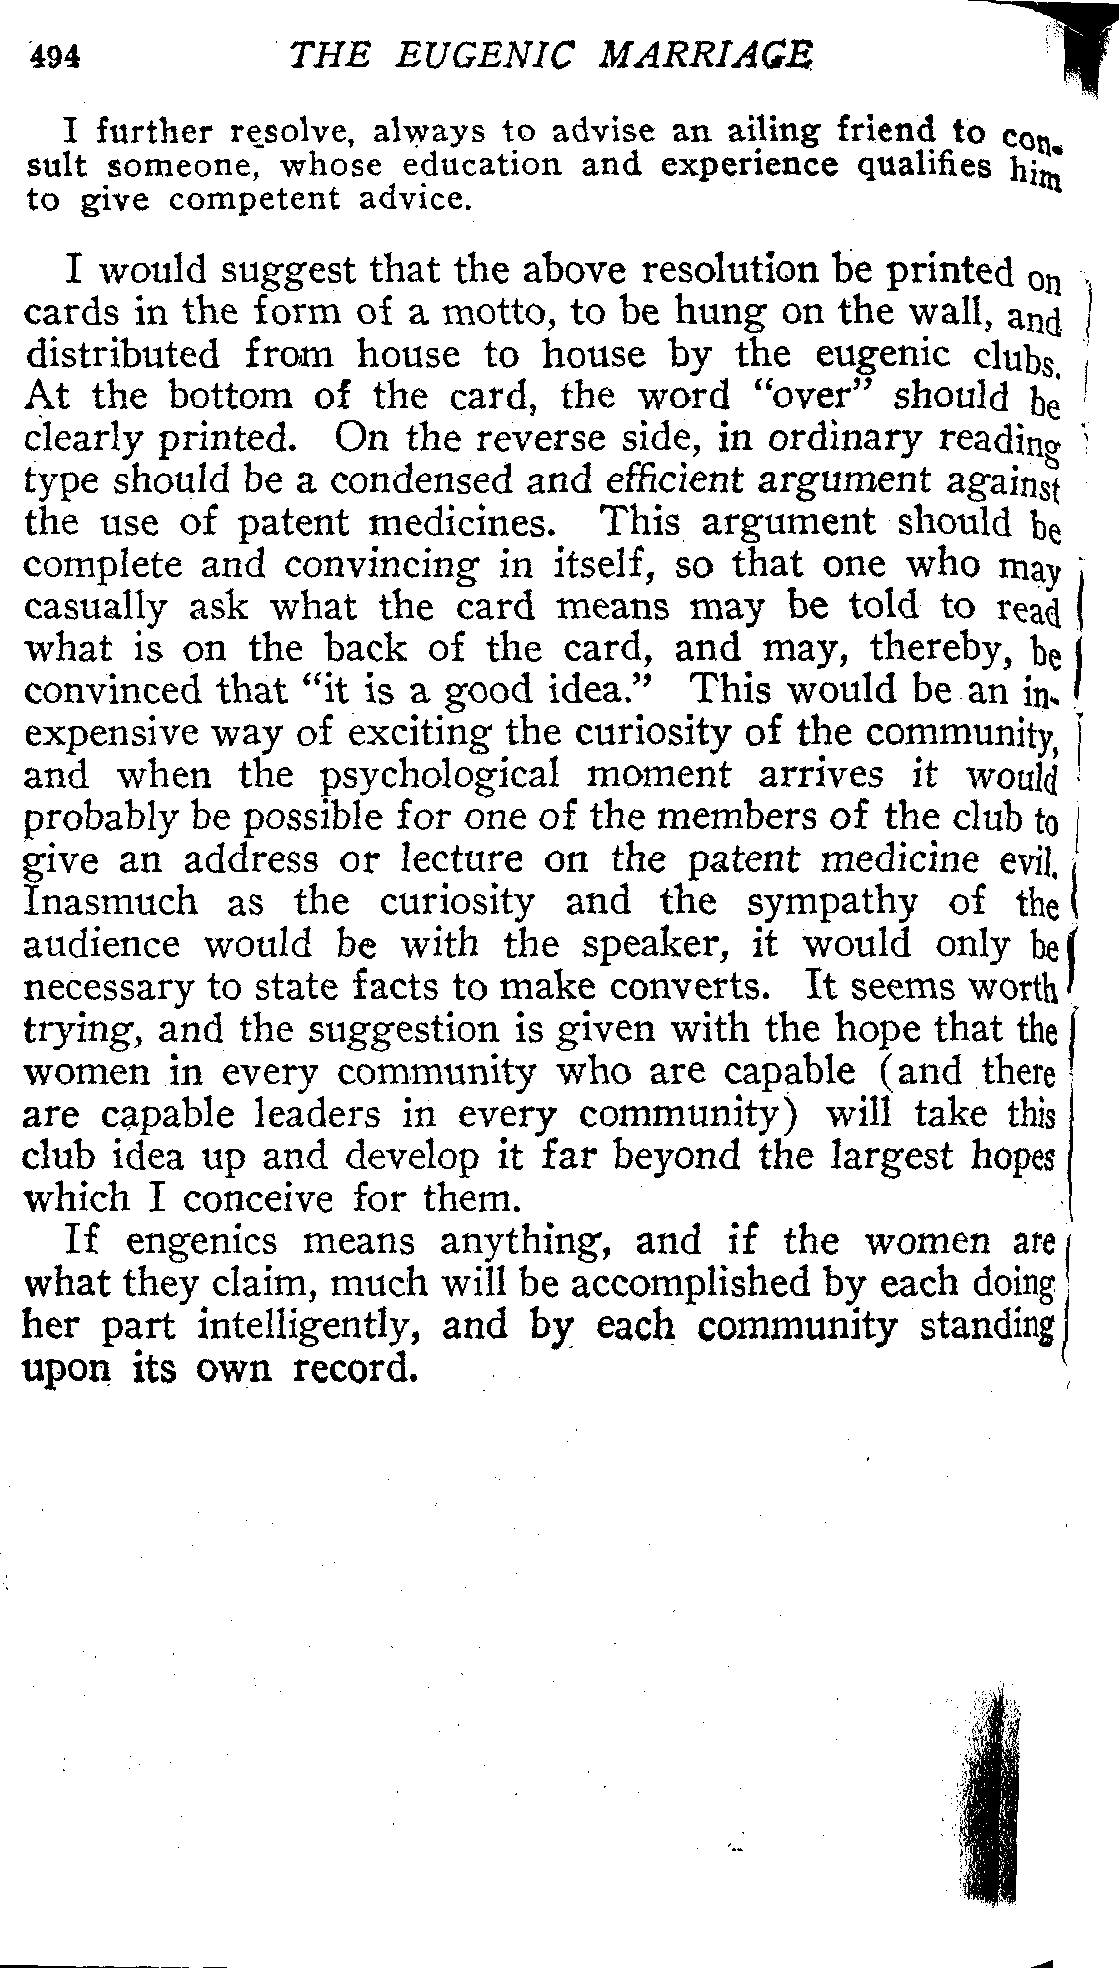 494 THE EUGENIC MARRIAGE
I further resolve, always to advise an ailing friend to con-
sult someone, whose education and experience qualifies him
to give competent advice.
I would suggest that the above resolution be printed on
cards in the form of a motto, to be hung on the wall, and
distributed from house to house by the eugenic clubs.
At the bottom of the card, the word “over” should be
clearly printed. On the reverse side, in ordinary reading
type should be a condensed and efficient argument against
the use of patent medicines. This argument should be
complete and convincing in itself, so that one who may
casually ask what the card means may be told to read
what is on the back of the card, and may, thereby, be
convinced that “it is a good idea.” This would be an in-
expensive way of exciting the curiosity of the community,
and when the psychological moment arrives it would
probably be possible for one of the members of the club to
give an address or lecture on the patent medicine evil.
Inasmuch as the curiosity and the sympathy of the
audience would be with the speaker, it would only be
necessary to state facts to make converts. It seems worth
trying, and the suggestion is given with the hope that the
women in every community who are capable (and there
are capable leaders in every community) will take this
club idea up and develop it far beyond the largest hopes
which I conceive for them.
If engenics means anything, and if the women are
what they claim, much will be accomplished by each doing
her part intelligently, and by each community standing
upon its own record.